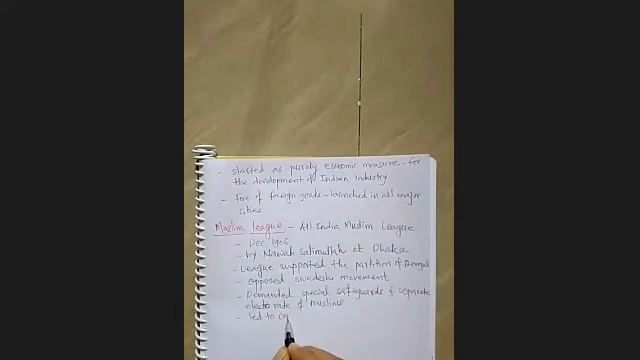 - started as purely economic measure for
the development of Indian Industry
- fire of foreign goods - launched in all major
cities
Muslim league - All India Muslim League
- Dec, 1906
- by Nawab Salimullah at Dhaka
- League supported the partition of Bengal
- opposed swadeshi movement
- Demanded special safeguards & separate
electorate of muslims
- led to co